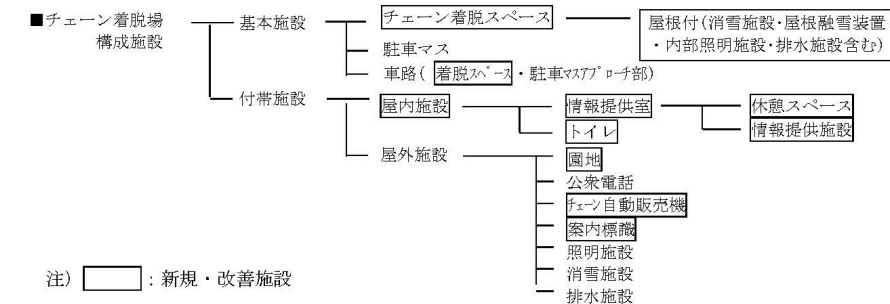 ■チェーン着脱場
構成施設
基本施設
チェーン着脱スペース
屋根付(消雪施設・屋根融雪装置
・内部照明施設・排水施設含む)
駐車マス
車路( 着脱スペース・駐車マスアプローチ部)
付帯施設
屋内施設
情報提供室
休憩スペース
情報提供施設
トイレ
屋外施設
園地
公衆電話
チェーン自動販売機
案内標識
照明施設
消雪施設
排水施設
注) : 新規・改善施設